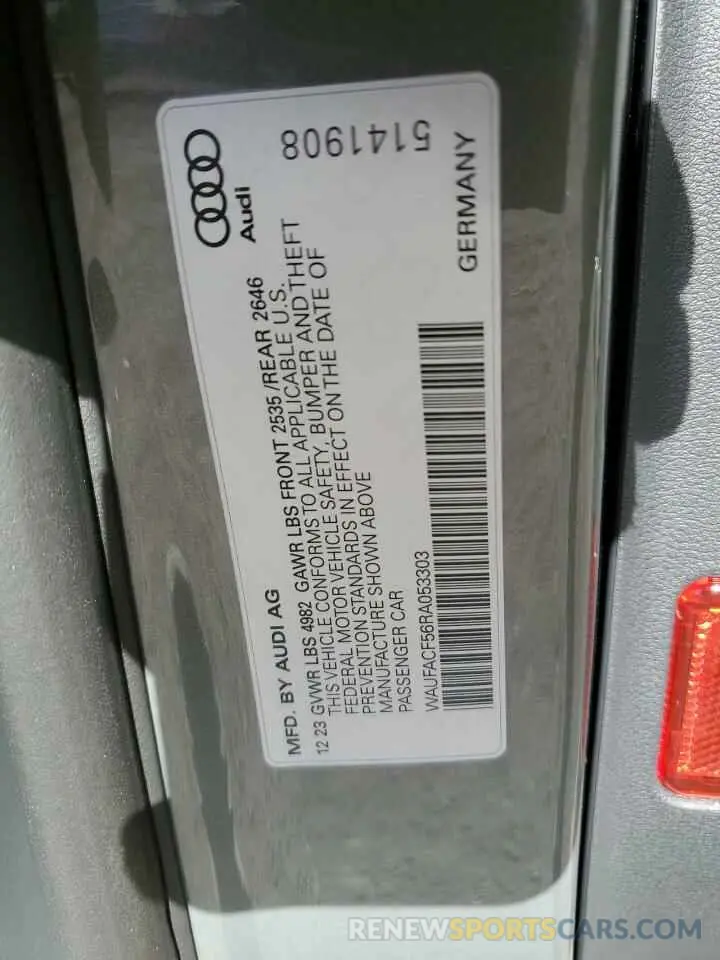 Audi
5141908
MFD. BY AUDI AG
12 23 GVWR LBS 4982 GAWR LBS FRONT 2535 /REAR 2646
THIS VEHICLE CONFORMS TO ALL APPLICABLE U.S.
FEDERAL MOTOR VEHICLE SAFETY, BUMPER AND THEFT
PREVENTION STANDARDS IN EFFECT ON THE DATE OF
MANUFACTURE SHOWN ABOVE
PASSENGER CAR
WAUFACF56RA053303
GERMANY
RENEWSPORTSCARS.COM